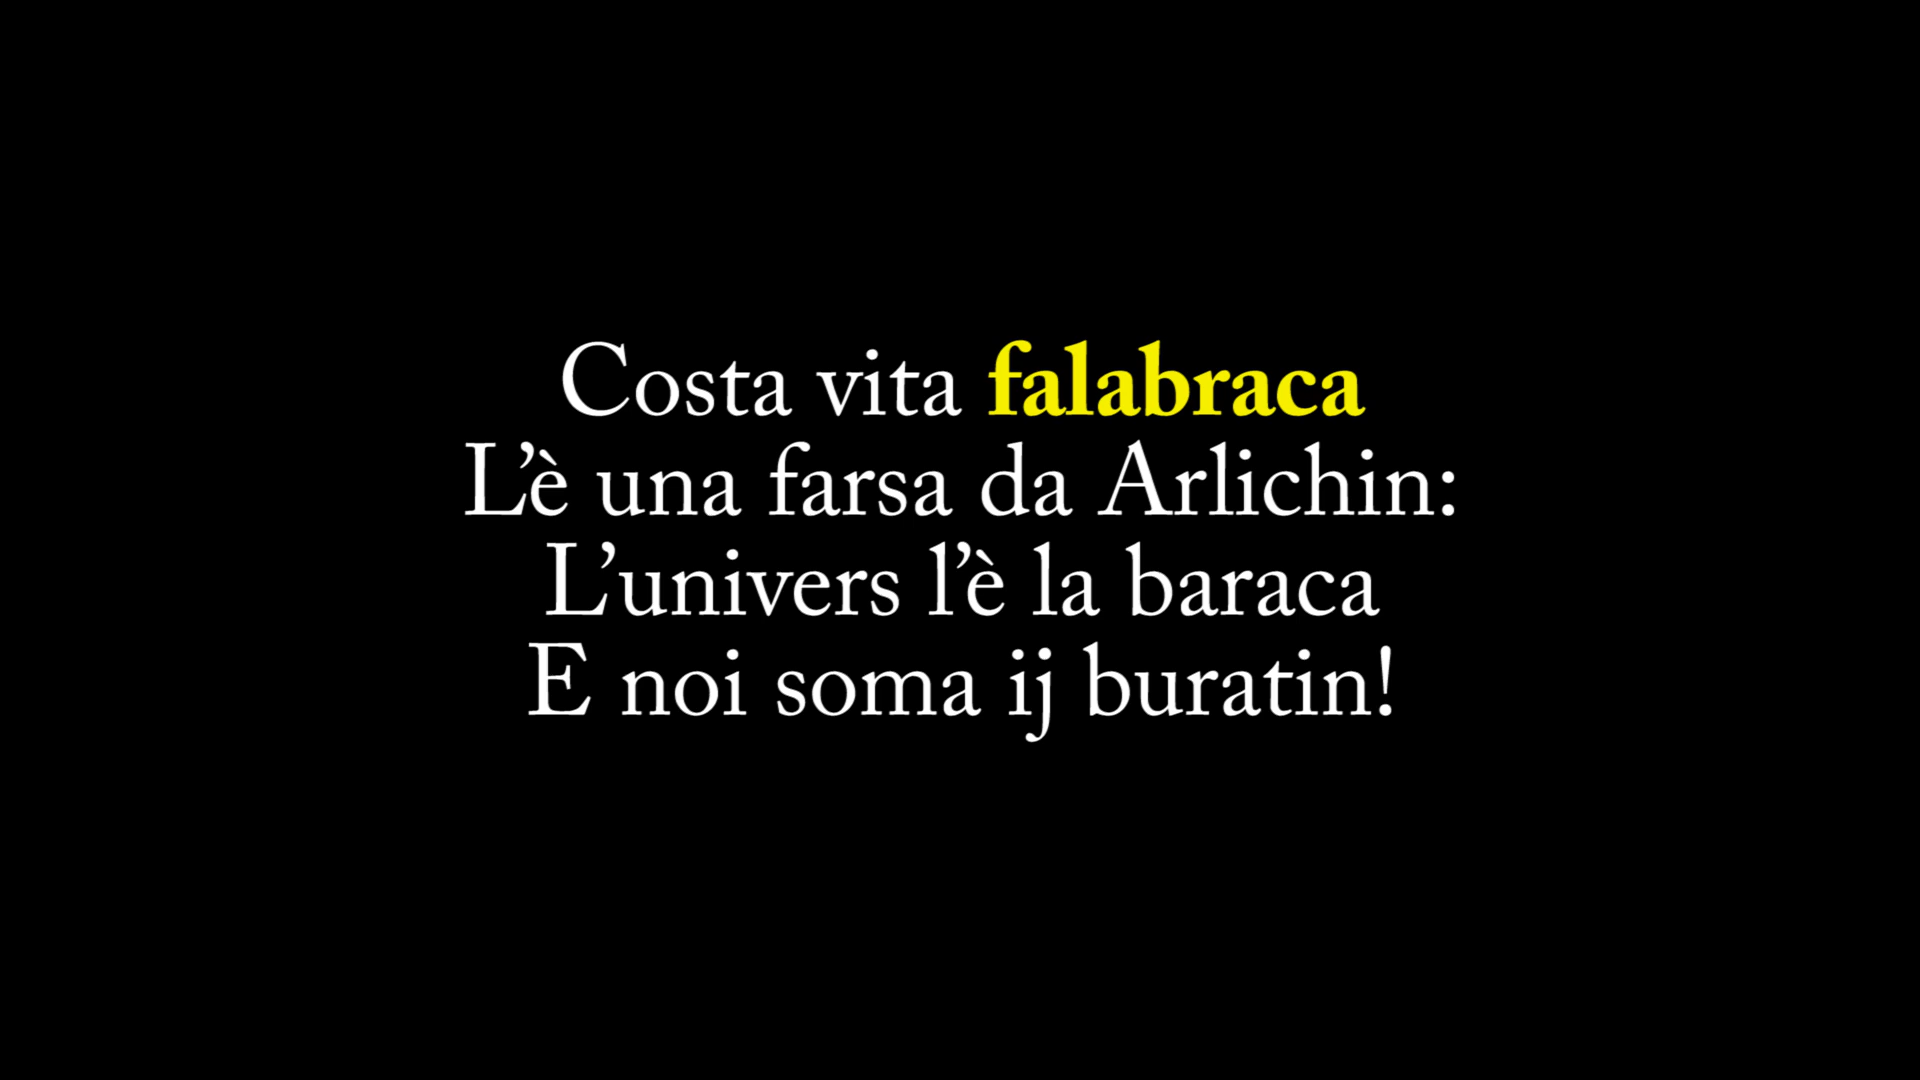 Costa vita falabraca
L’è una farsa da Arlichin:
L’univers l’è la baraca
E noi soma ij buratin!